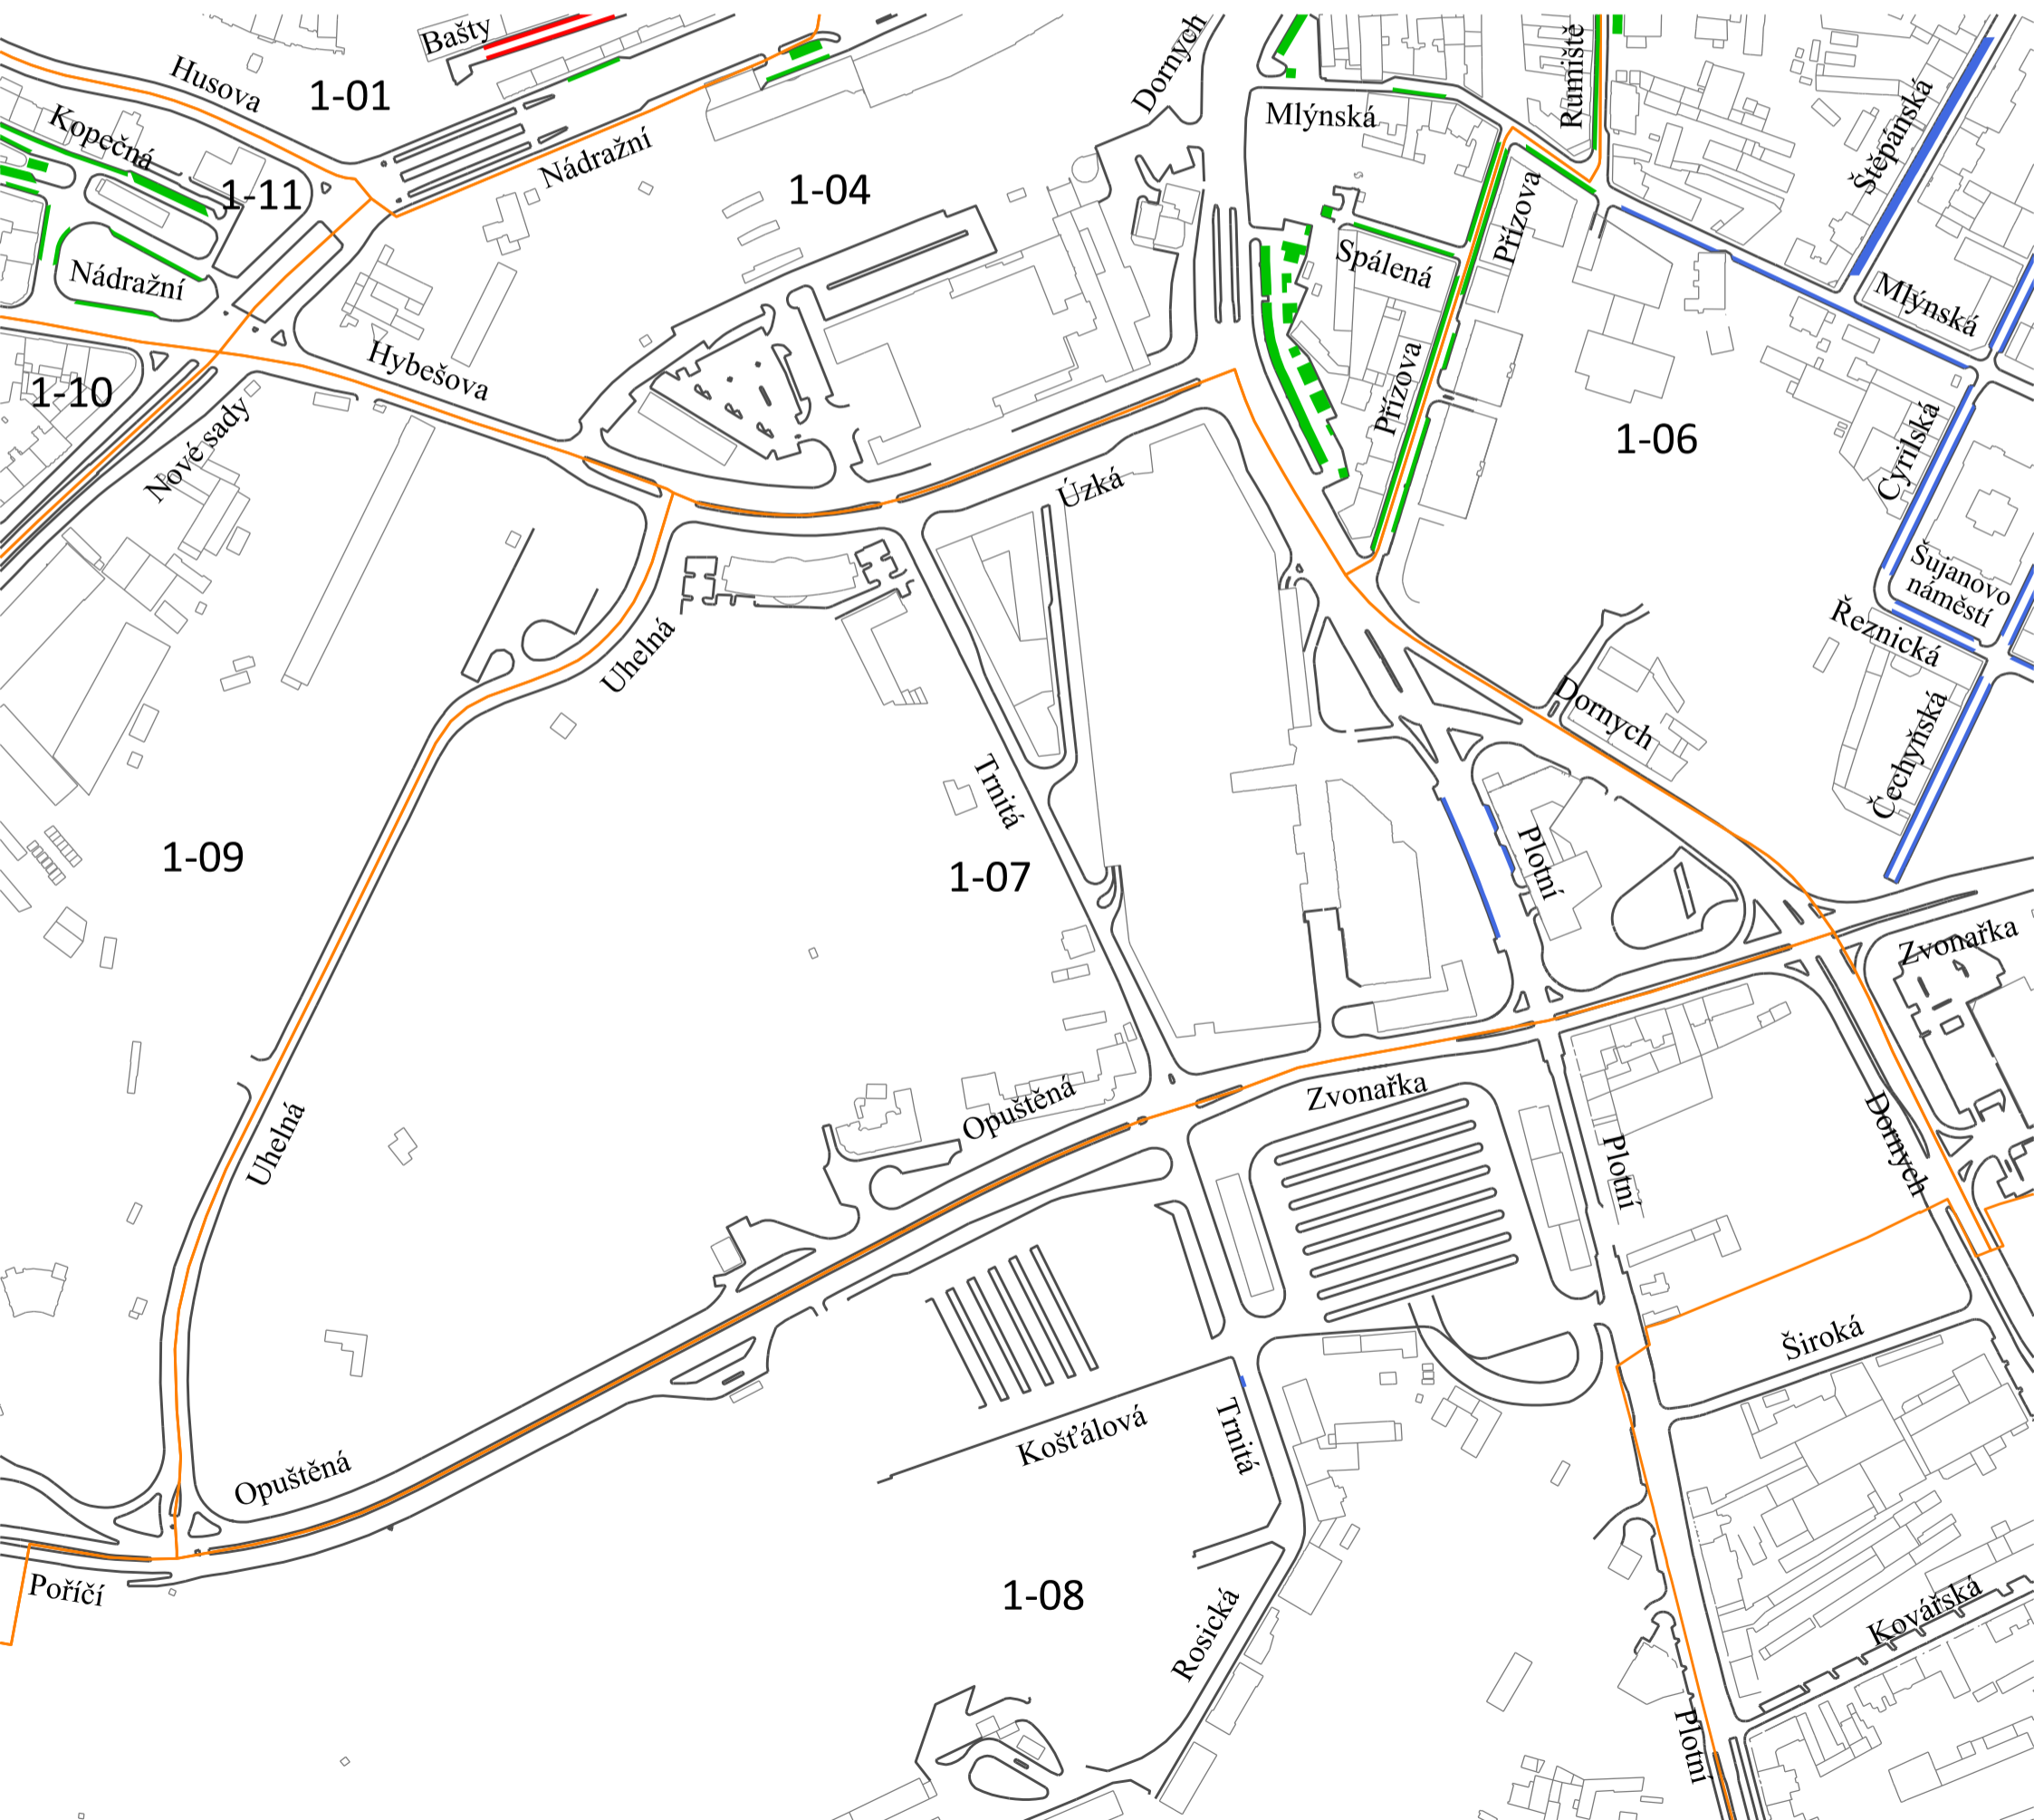 Bašty
Husova
1-01
Dornych
Rumiště
Kopečná
Mlýnská
Štěpánská
Nádražní
1-11
1-04
Přízova
Spálená
Nádražní
Mlýnská
Hybešova
1-10
Přízova
Nové sady
1-06
Cyrilská
Úzká
Šujanovo
náměstí
Řeznická
Uhelná
Dornych
Čechyňská
Trnitá
1-09
1-07
Plotní
Zvonařka
Opuštěná
Zvonařka
Uhelná
Dornych
Plotní
Široká
Košťálová
Trnitá
Opuštěná
Poříčí
1-08
Kovářská
Rosická
Plotní